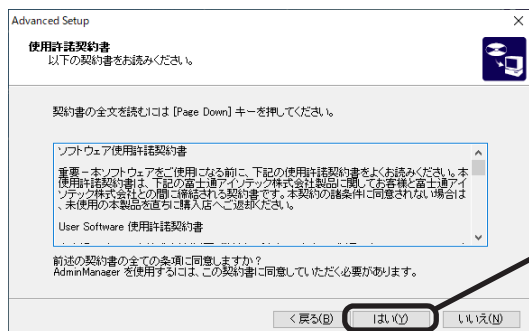 Advanced Setup
使用許諾契約書
以下の契約書をお読みください。
契約書の全文を読むには [Page Down] キーを押してください。
ソフトウェア使用許諾契約書
重要－本ソフトウェアをご使用になる前に、下記の使用許諾契約書をよくお読みください。本
使用許諾契約書は、下記の富士通アイソテック株式会社製品に関してお客様と富士通アイ
ソテック株式会社との間に締結される契約書です。本契約の諸条件に同意されない場合は
、未使用の本製品を直ちに購入店へご返却ください。
User Software 使用許諾契約書
前述の契約書の全ての条項に同意しますか？
AdminManager を使用するには、この契約書に同意していただく必要があります。
< 戻る(B)
はい(Y)
いいえ(N)